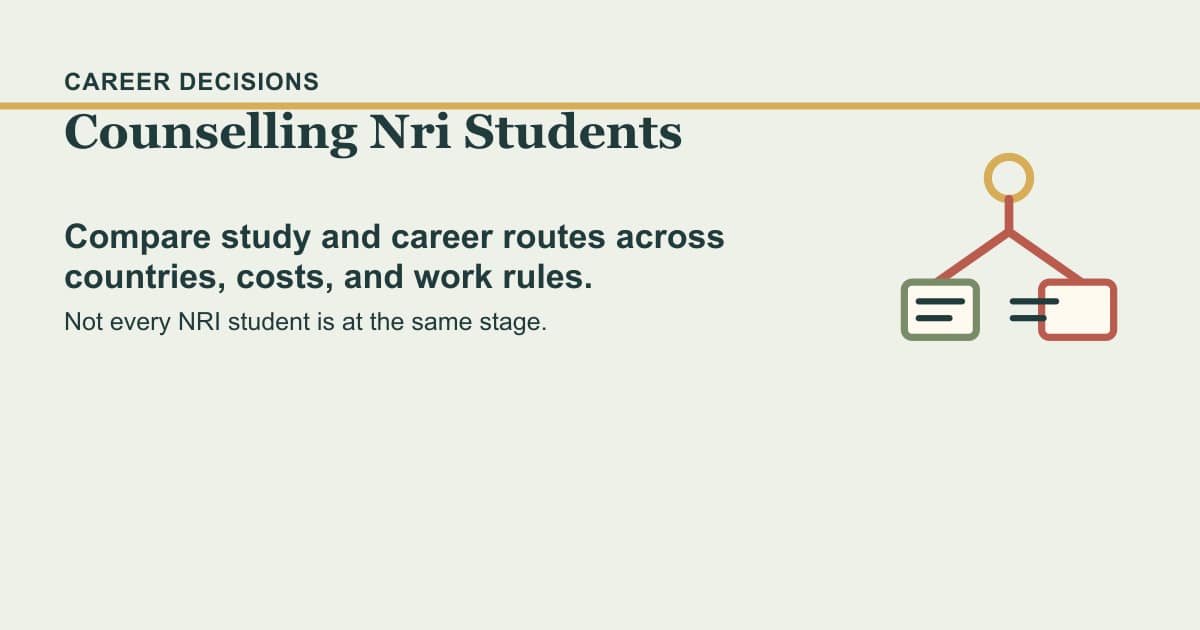 CAREER DECISIONS
Counselling Nri Students
Compare study and career routes across
countries, costs, and work rules.
Not every NRI student is at the same stage.